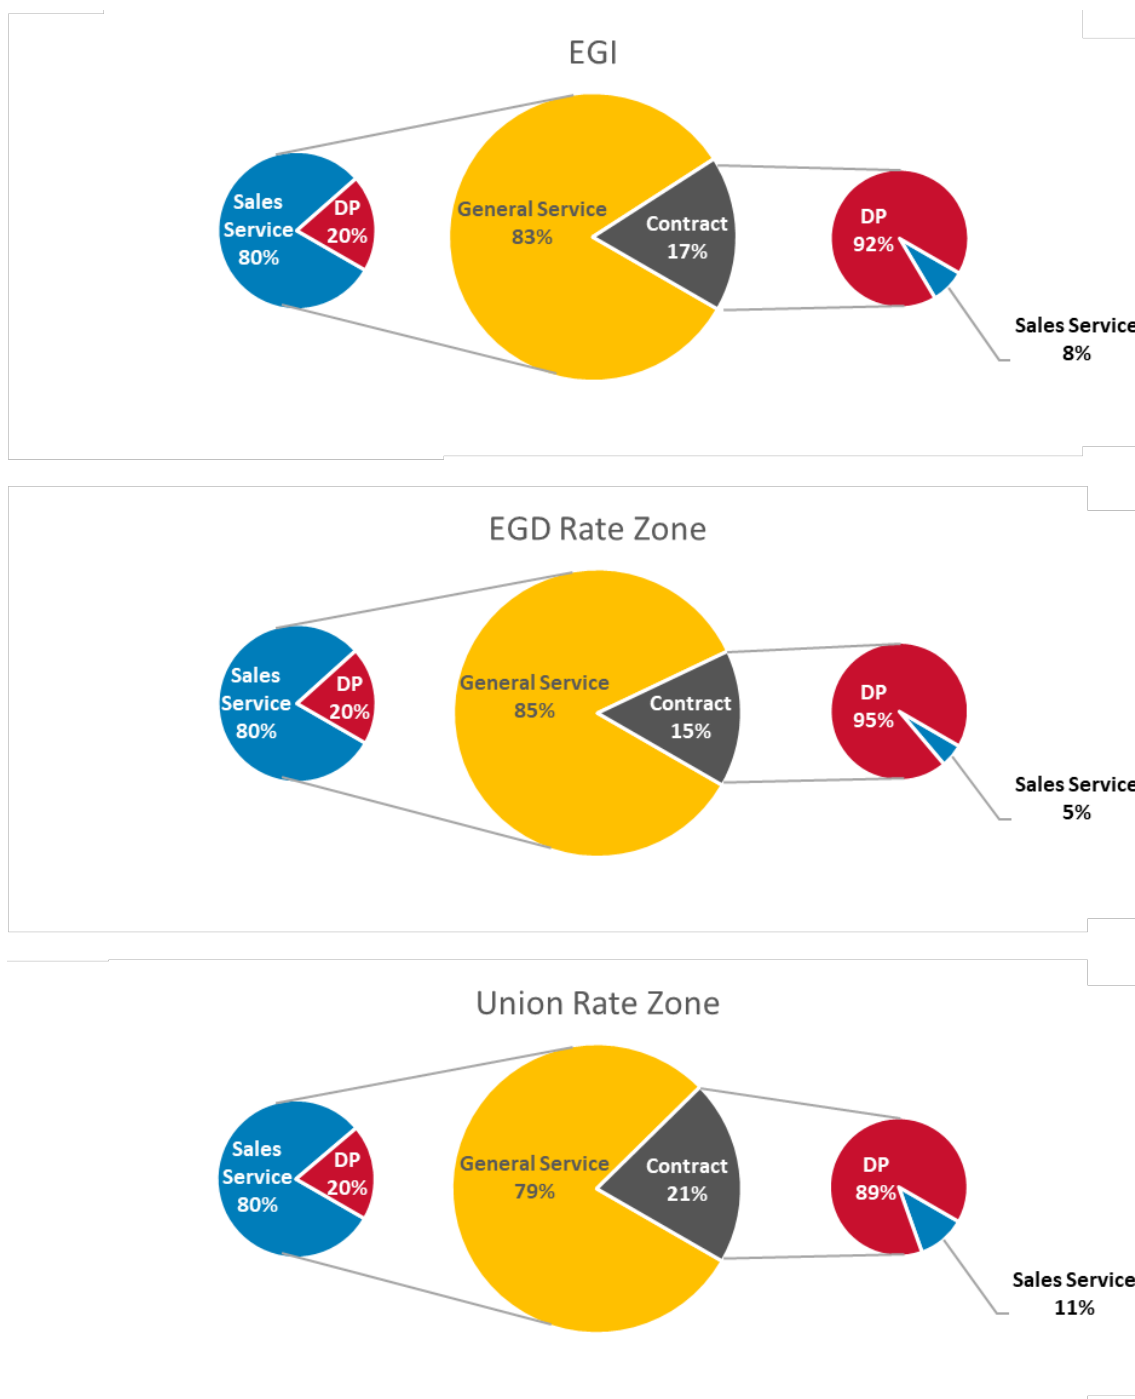 EGI
Sales
Service
80%
DP
20%
General Service
83%
Contract
17%
DP
92%
Sales Service
8%
EGD Rate Zone
Sales
Service
80%
DP
20%
General Service
85%
Contract
15%
DP
95%
Sales Service
5%
Union Rate Zone
Sales
Service
80%
DP
20%
General Service
79%
Contract
21%
DP
89%
Sales Service
11%